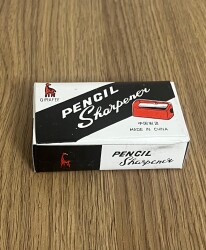 GIRAFFE
PENCIL
Sharpener
中国制造
MADE IN CHINA
PENCIL
Sharpener